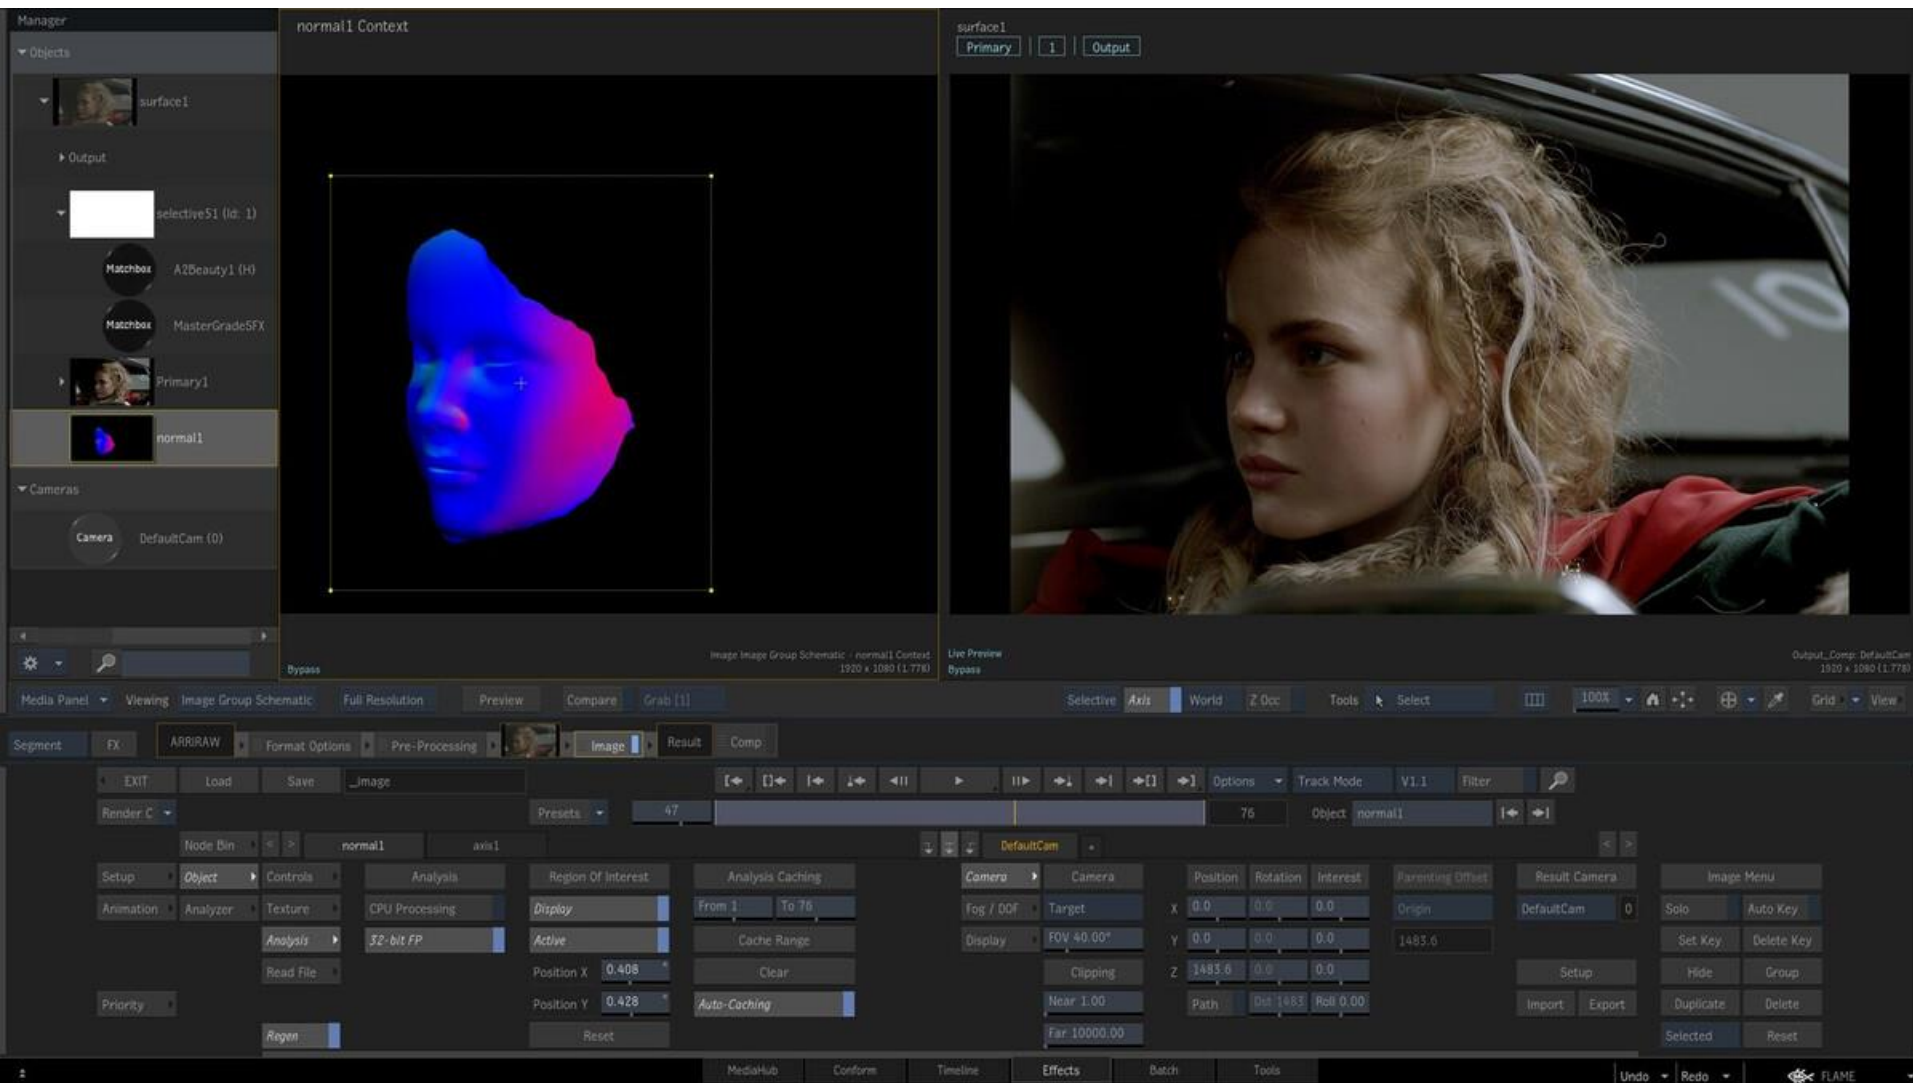 Manager
normal1 Context
surface1
Primary
1
Output
Objects
surface1
Output
selective51 (Id: 1)
Matchbox A2Beauty1 (H)
Matchbox MasterGradeSFX
Primary1
normal1
Cameras
Camera DefaultCam (0)
10
Bypass
Image Image Group Schematic - normal1 Context
1920 x 1080 (1.778)
Live Preview
Bypass
Output_Comp: DefaultCam
1920 x 1080 (1.778)
Media Panel Viewing Image Group Schematic Full Resolution Preview Compare Grab [1] Selective Axis World Z Occ Tools Select 100% Grid View
Segment FX ARRIRAW Format Options Pre-Processing Image Result Comp
EXIT Load Save _image Options Track Mode V1.1 Filter
Render C Presets 47 76 Object normal1
Node Bin < > normal1 axis1 DefaultCam + < >
Setup Object Controls Analysis Region Of Interest Analysis Caching Camera Camera Position Rotation Interest Parenting Offset Result Camera Image Menu
Animation Analyzer Texture CPU Processing Display From 1 To 76 Fog / DOF Target X 0.0 0.0 0.0 Origin DefaultCam 0 Solo Auto Key
Analysis 32-bit FP Active Cache Range Display FOV 40.00° Y 0.0 0.0 0.0 1483.6 Set Key Delete Key
Read File Position X 0.408 Clear Clipping Z 1483.6 0.0 0.0 Setup Hide Group
Priority Position Y 0.428 Auto-Caching Near 1.00 Path Dst 1483 Roll 0.00 Import Export Duplicate Delete
Regen Reset Far 10000.00 Selected Reset
MediaHub Conform Timeline Effects Batch Tools Undo Redo FLAME